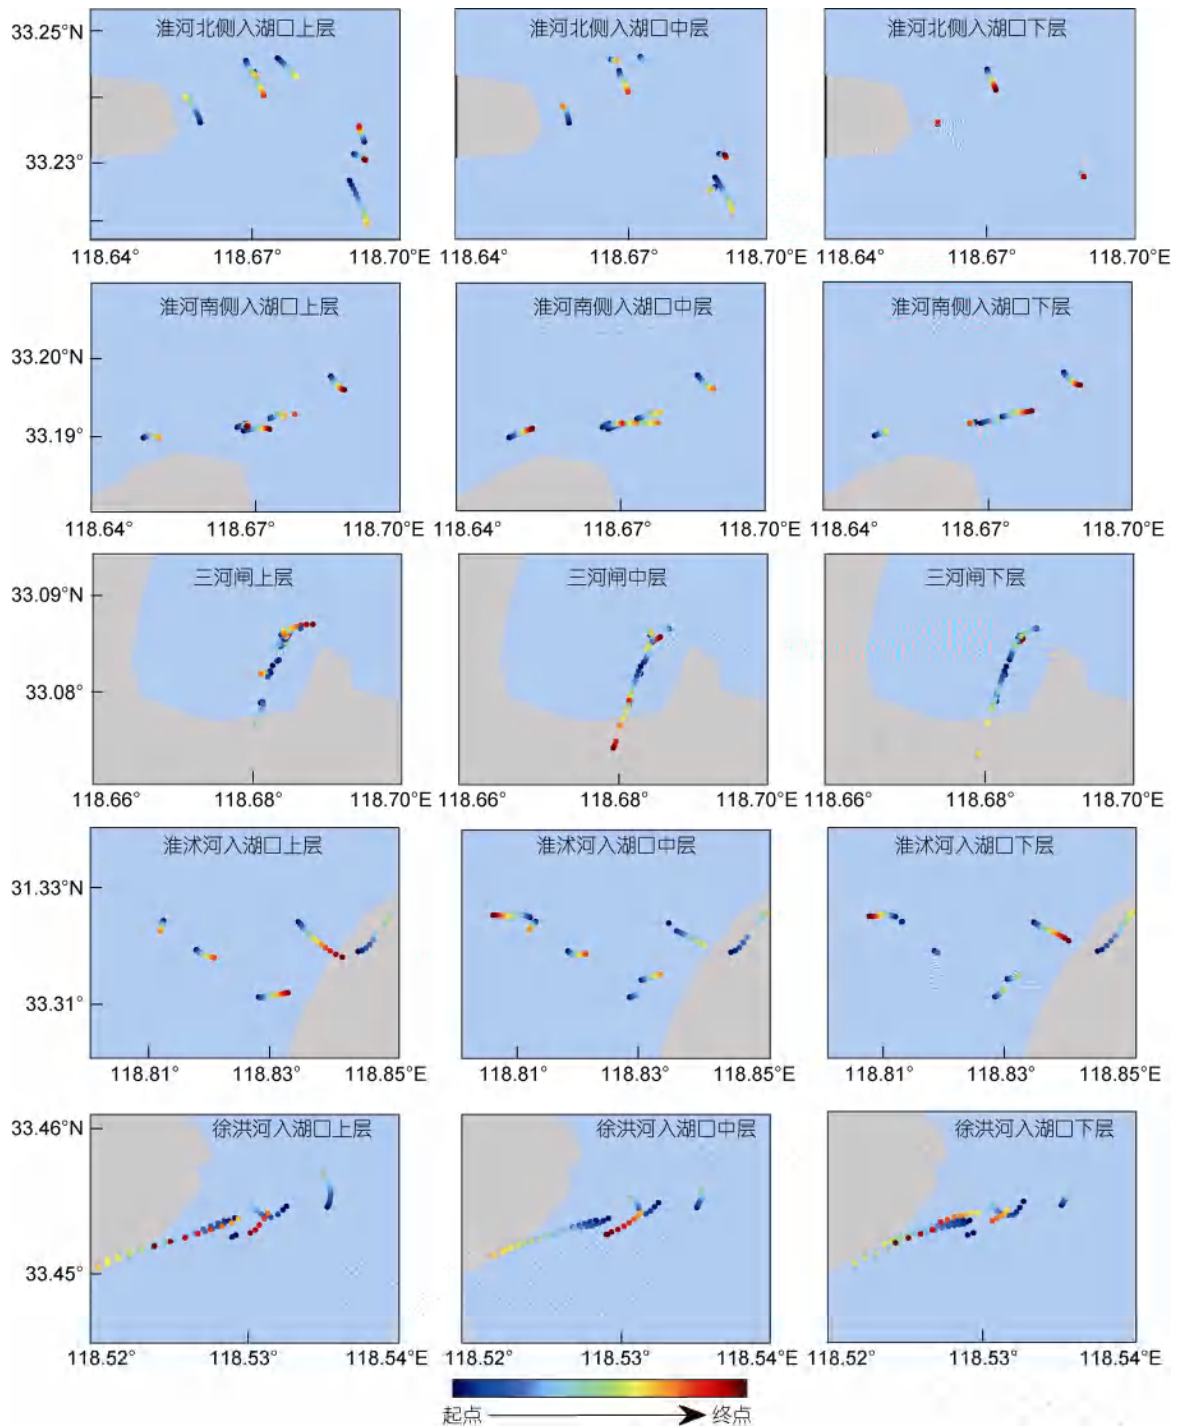 淮河北侧入湖口上层 淮河北侧入湖口中层 淮河北侧入湖口下层
33.25°N
33.23°
118.64° 118.67° 118.70°E 118.64° 118.67° 118.70°E 118.64° 118.67° 118.70°E
淮河南侧入湖口上层 淮河南侧入湖口中层 淮河南侧入湖口下层
33.20°N
33.19°
118.64° 118.67° 118.70°E 118.64° 118.67° 118.70°E 118.64° 118.67° 118.70°E
三河闸上层 三河闸中层 三河闸下层
33.09°N
33.08°
118.66° 118.68° 118.70°E 118.66° 118.68° 118.70°E 118.66° 118.68° 118.70°E
淮沭河入湖口上层 淮沭河入湖口中层 淮沭河入湖口下层
31.33°N
33.31°
118.81° 118.83° 118.85°E 118.81° 118.83° 118.85°E 118.81° 118.83° 118.85°E
33.46°N 徐洪河入湖口上层 徐洪河入湖口中层 徐洪河入湖口下层
33.45°
118.52° 118.53° 118.54°E 118.52° 118.53° 118.54°E 118.52° 118.53° 118.54°E
起点 终点